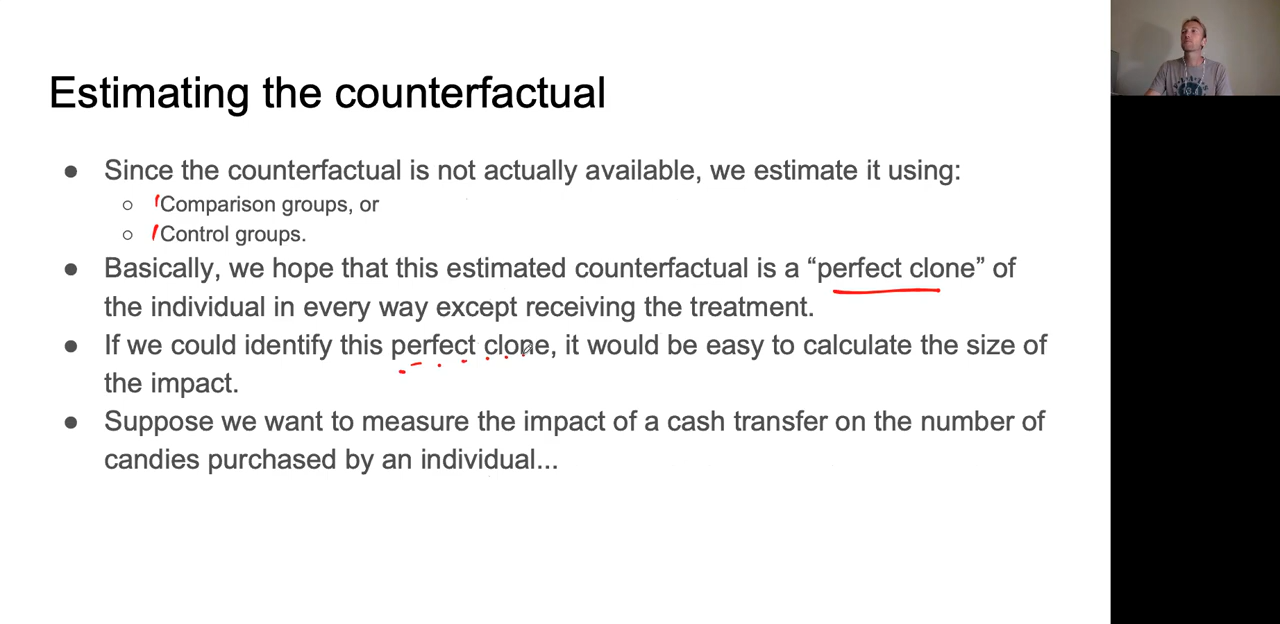 Estimating the counterfactual
● Since the counterfactual is not actually available, we estimate it using:
○ Comparison groups, or
○ Control groups.
● Basically, we hope that this estimated counterfactual is a “perfect clone” of
the individual in every way except receiving the treatment.
● If we could identify this perfect clone, it would be easy to calculate the size of
the impact.
● Suppose we want to measure the impact of a cash transfer on the number of
candies purchased by an individual...